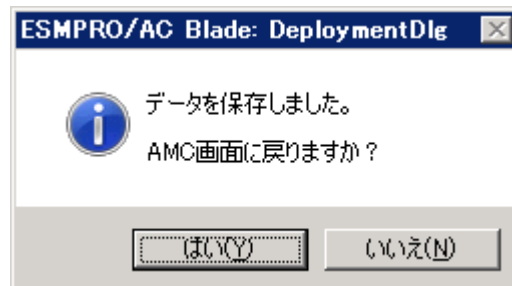 ESMPRO/AC Blade: DeploymentDlg
データを保存しました。
AMC画面に戻りますか？
はい(Y)
いいえ(N)